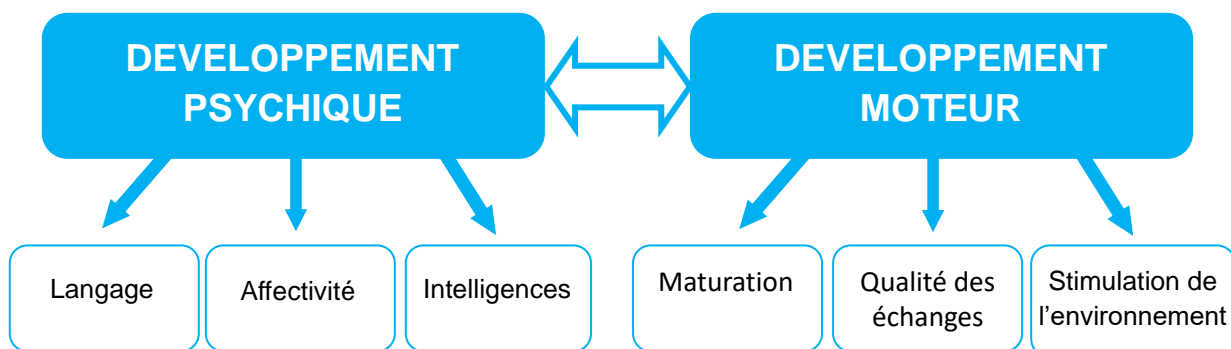 DEVELOPPEMENT
PSYCHIQUE
DEVELOPPEMENT
MOTEUR
Langage
Affectivité
Intelligences
Maturation
Qualité des
échanges
Stimulation de
l’environnement